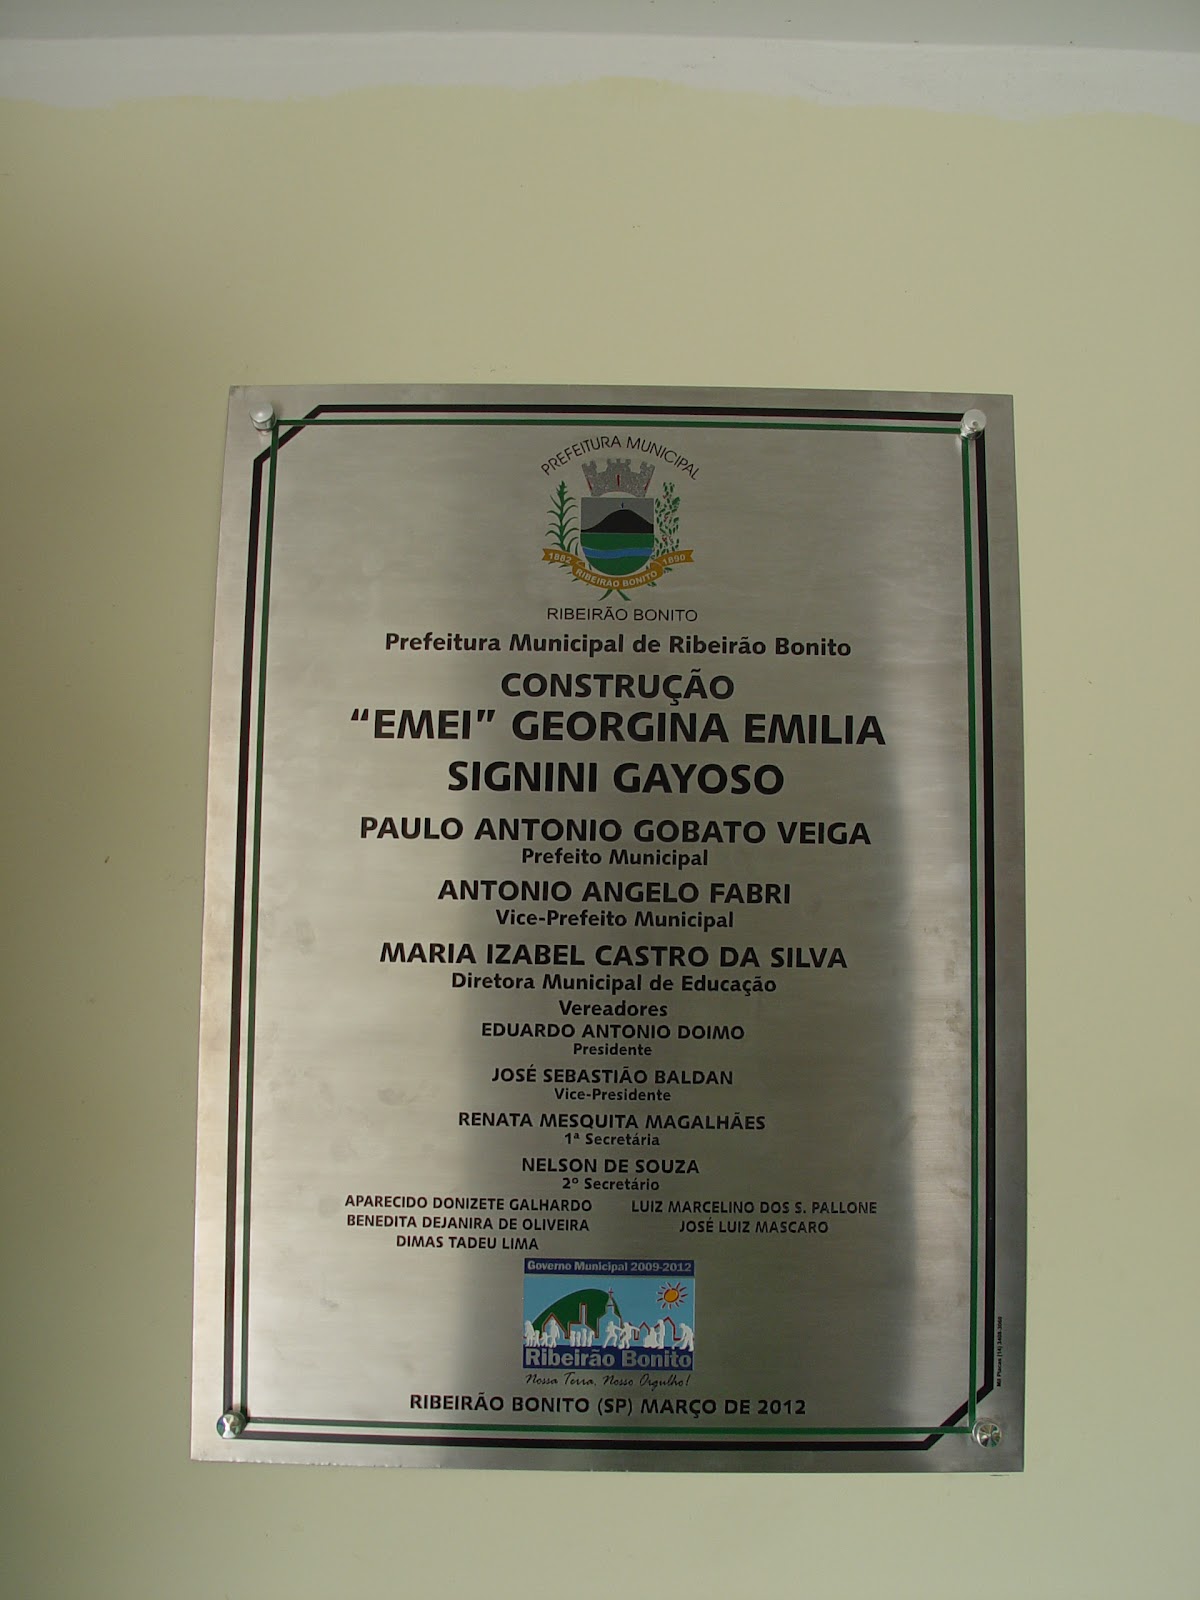 PREFEITURA MUNICIPAL
1882 RIBEIRÃO BONITO 1890
RIBEIRÃO BONITO
Prefeitura Municipal de Ribeirão Bonito
CONSTRUÇÃO
“EMEI” GEORGINA EMILIA
SIGNINI GAYOSO
PAULO ANTONIO GOBATO VEIGA
Prefeito Municipal
ANTONIO ANGELO FABRI
Vice-Prefeito Municipal
MARIA IZABEL CASTRO DA SILVA
Diretora Municipal de Educação
Vereadores
EDUARDO ANTONIO DOIMO
Presidente
JOSÉ SEBASTIÃO BALDAN
Vice-Presidente
RENATA MESQUITA MAGALHÃES
1ª Secretária
NELSON DE SOUZA
2º Secretário
APARECIDO DONIZETE GALHARDO
BENEDITA DEJANIRA DE OLIVEIRA
DIMAS TADEU LIMA
LUIZ MARCELINO DOS S. PALLONE
JOSÉ LUIZ MASCARO
Governo Municipal 2009-2012
Ribeirão Bonito
Nossa Terra, Nosso Orgulho!
RIBEIRÃO BONITO (SP) MARÇO DE 2012